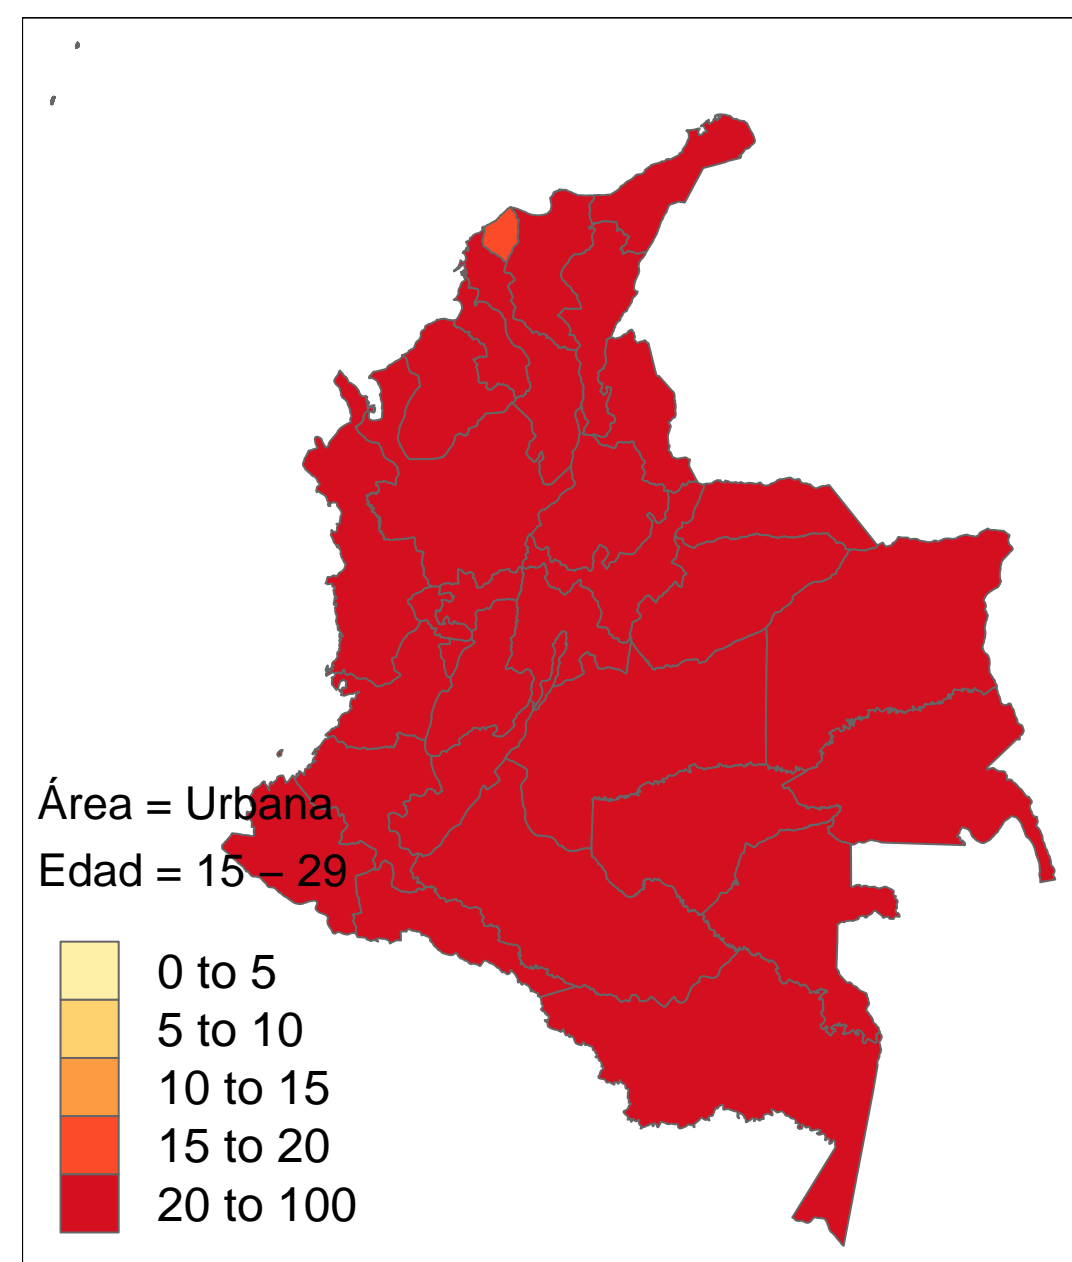 Área = Urbana
Edad = 15 – 29
0 to 5
5 to 10
10 to 15
15 to 20
20 to 100